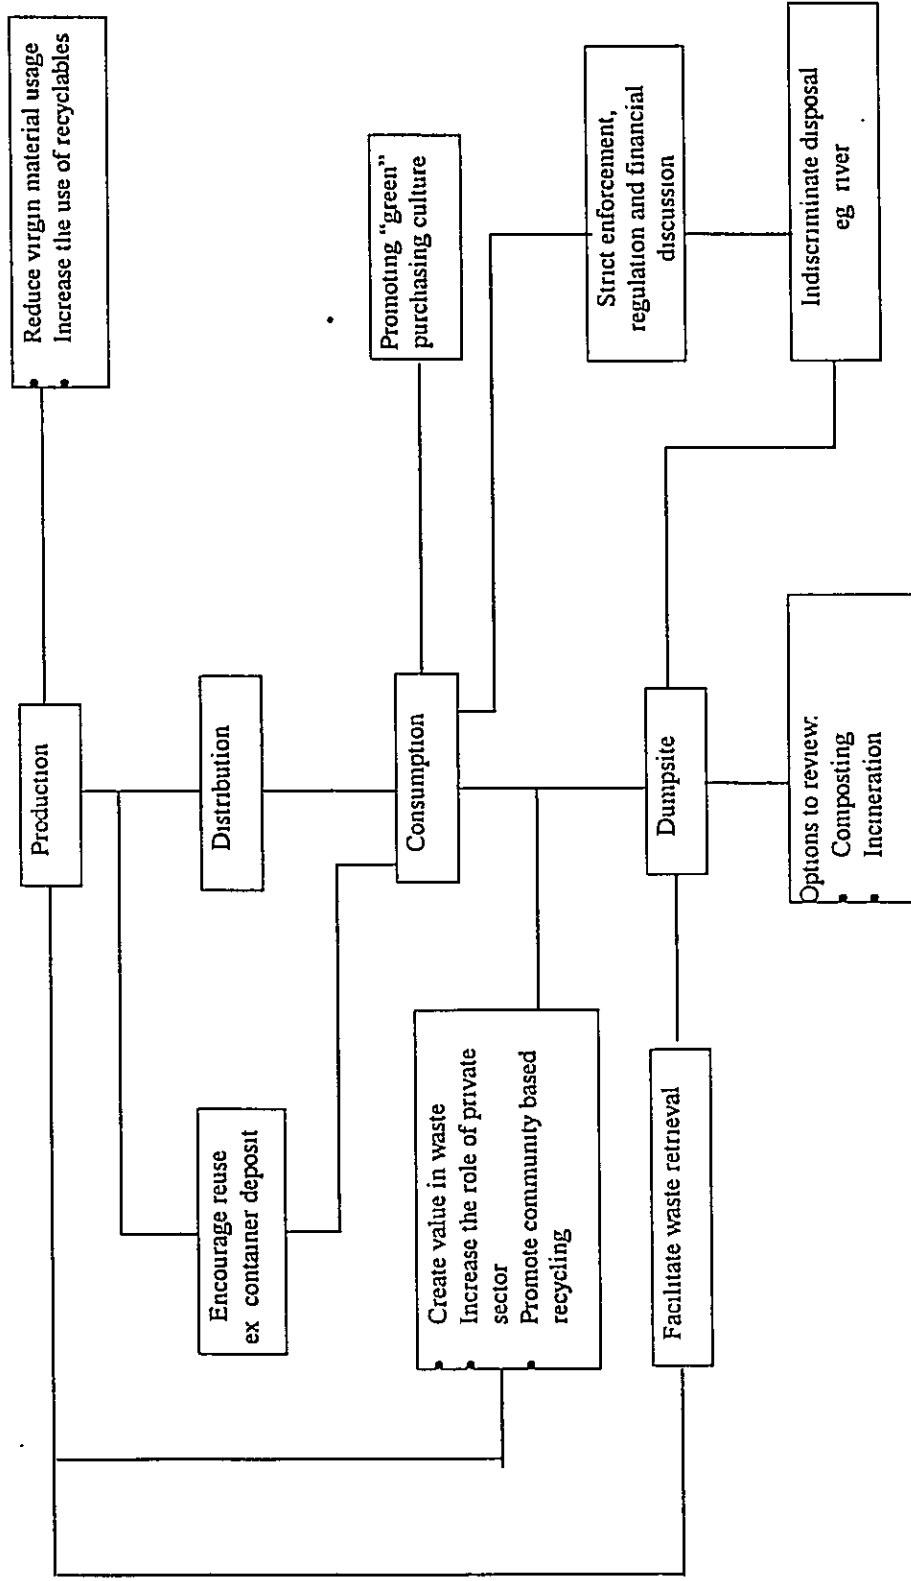 Production
• Reduce virgin material usage
• Increase the use of recyclables
Distribution
Encourage reuse
ex container deposit
Consumption
Promoting “green”
purchasing culture
• Create value in waste
• Increase the role of private
sector
• Promote community based
recycling
Strict enforcement,
regulation and financial
discussion
Facilitate waste retrieval
Dumpsite
Indiscriminate disposal
eg river
Options to review:
• Composting
• Incineration